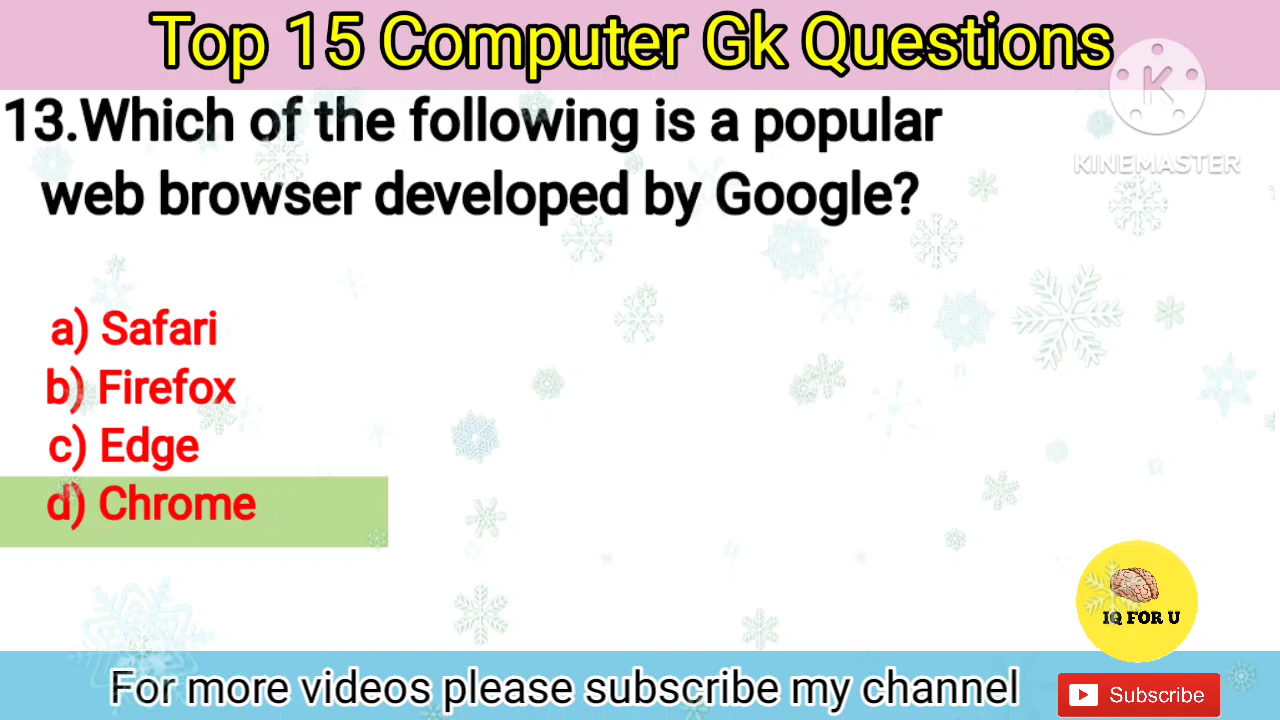 Top 15 Computer Gk Questions
K
KINEMASTER
13.Which of the following is a popular
web browser developed by Google?
a) Safari
b) Firefox
c) Edge
d) Chrome
IQ FOR U
For more videos please subscribe my channel
Subscribe